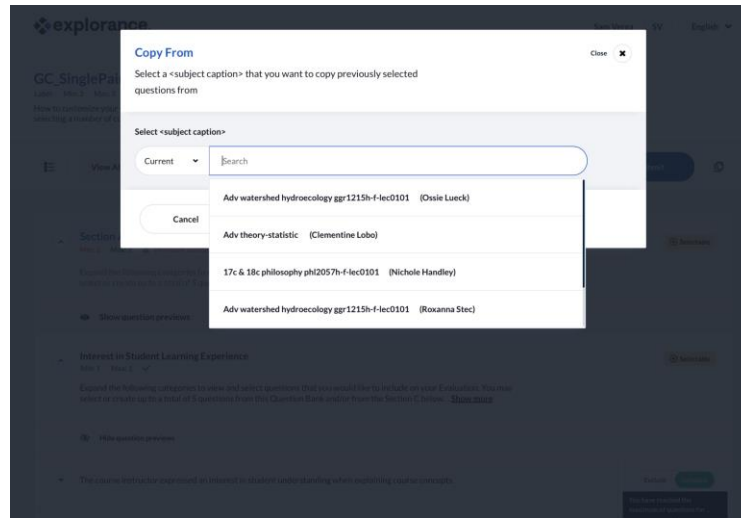 explorance
English
Copy From
Close
Select a <subject caption> that you want to copy previously selected
questions from
Select <subject caption>
Current
Search
Adv watershed hydroecology ggr1215h-f-lec0101 (Ossie Lueck)
Cancel
Adv theory-statistic (Clementine Lobo)
17c & 18c philosophy phl2057h-f-lec0101 (Nichole Handley)
Adv watershed hydroecology ggr1215h-f-lec0101 (Roxanna Stec)
Show question previews
Interest in Student Learning Experience
Expand the following categories to view and select questions that you would like to include on your Evaluation. You may
select or create up to a total of 5 questions from this Question Bank and/or from the Section C below. Show more
Hide question previews
The course instructor expressed an interest in student understanding when explaining course concepts.